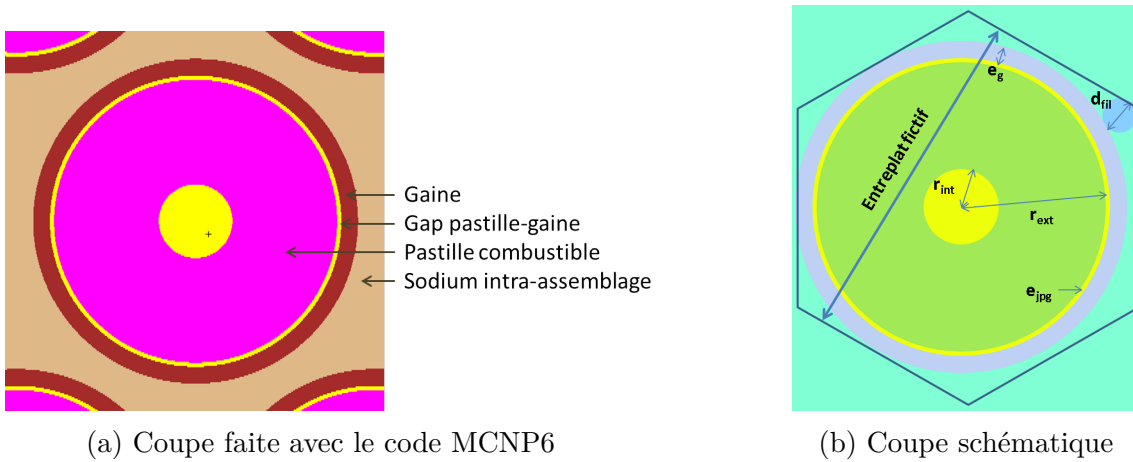 Gaine
Gap pastille-gaine
Pastille combustible
Sodium intra-assemblage
e_g
d_fil
Entreplat fictif
r_int
r_ext
e_jpg
(a) Coupe faite avec le code MCNP6
(b) Coupe schématique